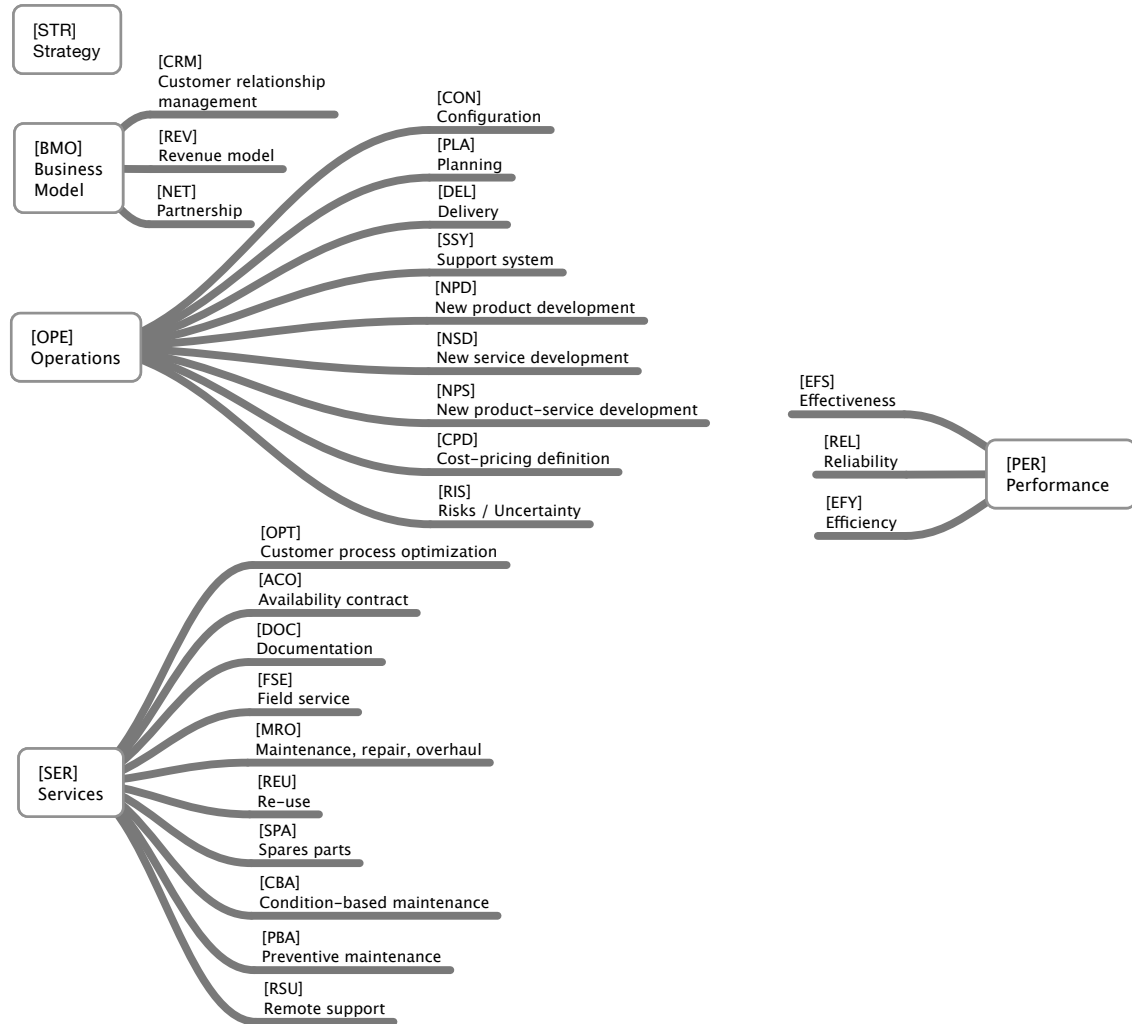 [STR]
Strategy
[CRM]
Customer relationship
management
[BMO]
Business
Model
[REV]
Revenue model
[NET]
Partnership
[OPE]
Operations
[CON]
Configuration
[PLA]
Planning
[DEL]
Delivery
[SSY]
Support system
[NPD]
New product development
[NSD]
New service development
[NPS]
New product-service development
[CPD]
Cost-pricing definition
[RIS]
Risks / Uncertainty
[EFS]
Effectiveness
[REL]
Reliability
[EFY]
Efficiency
[PER]
Performance
[SER]
Services
[OPT]
Customer process optimization
[ACO]
Availability contract
[DOC]
Documentation
[FSE]
Field service
[MRO]
Maintenance, repair, overhaul
[REU]
Re-use
[SPA]
Spares parts
[CBA]
Condition-based maintenance
[PBA]
Preventive maintenance
[RSU]
Remote support